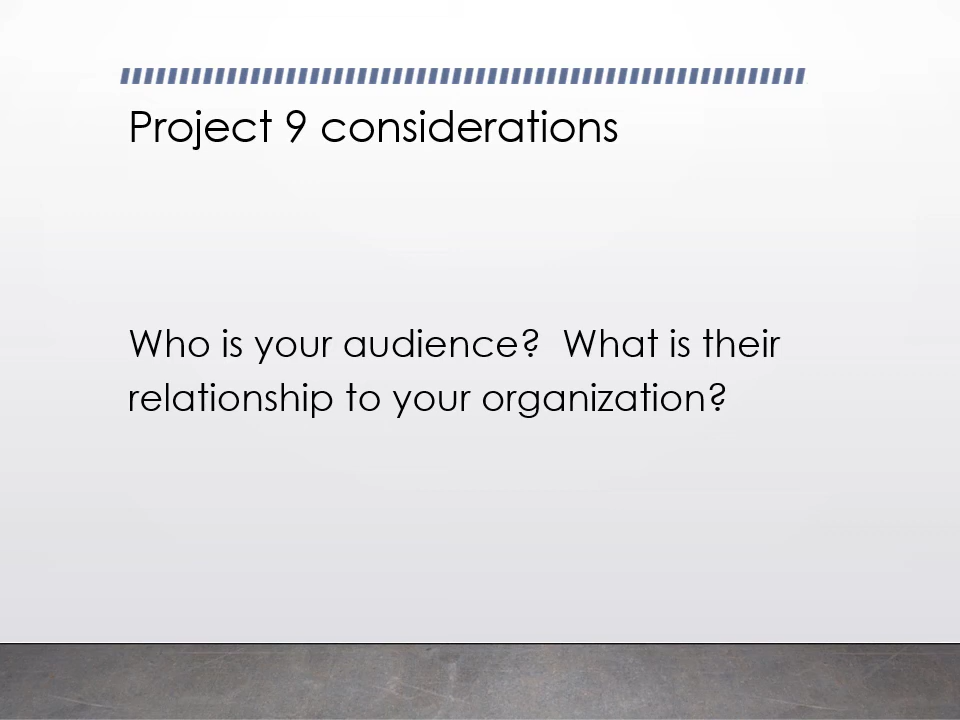 Project 9 considerations
Who is your audience?  What is their
relationship to your organization?